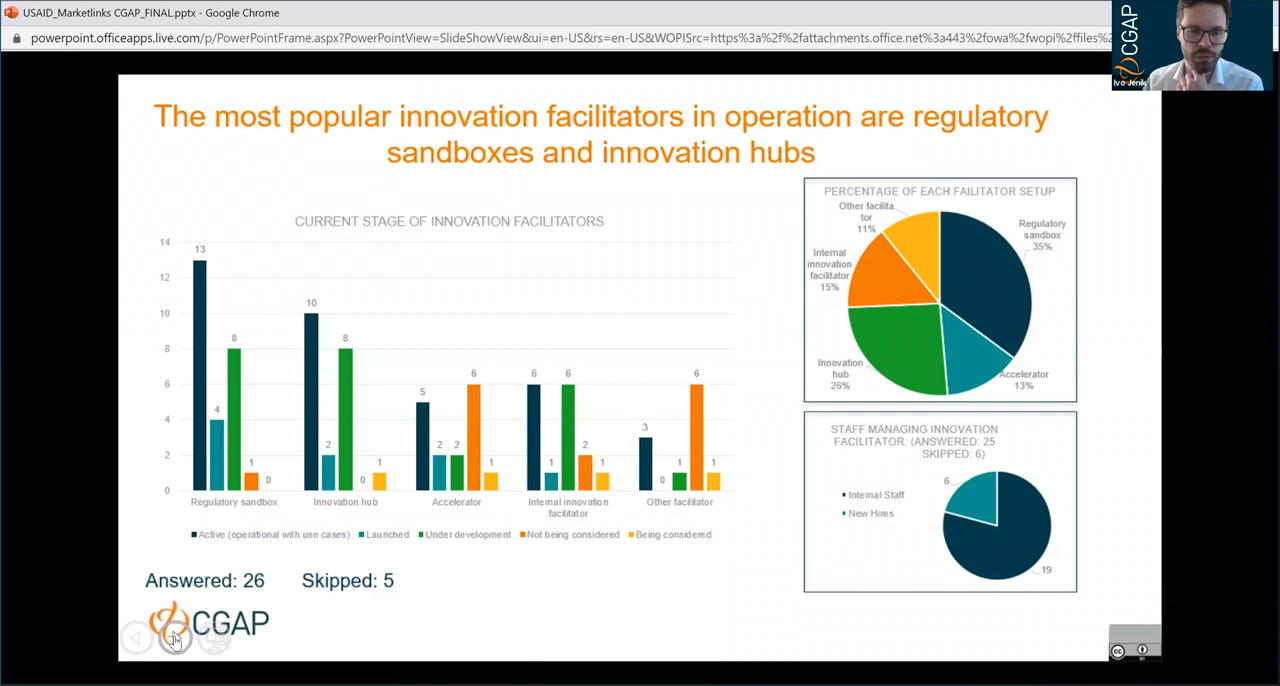 USAID_Marketlinks CGAP_FINAL.pptx - Google Chrome
powerpoint.officeapps.live.com/p/PowerPointFrame.aspx?PowerPointView=SlideShowView&ui=en-US&rs=en-US&WOPISrc=https%3a%2f%2fattachments.office.net%3a443%2fowa%2fwopi%2ffiles%2
CGAP
Ivo Jenik
The most popular innovation facilitators in operation are regulatory
sandboxes and innovation hubs
CURRENT STAGE OF INNOVATION FACILITATORS
14
12
10
8
6
4
2
0
13
4
8
1
0
10
2
8
0
1
5
2
2
6
1
6
1
6
2
1
3
0
1
6
1
Regulatory sandbox
Innovation hub
Accelerator
Internal innovation
facilitator
Other facilitator
Active (operational with use cases)
Launched
Under development
Not being considered
Being considered
Answered: 26
Skipped: 5
CGAP
PERCENTAGE OF EACH FAILITATOR SETUP
Other facilita
tor
11%
Regulatory
sandbox
35%
Internal
innovation
facilitator
15%
Innovation
hub
26%
Accelerator
13%
STAFF MANAGING INNOVATION
FACILITATOR: (ANSWERED: 25
SKIPPED: 6)
Internal Staff
New Hires
6
19
cc
BY